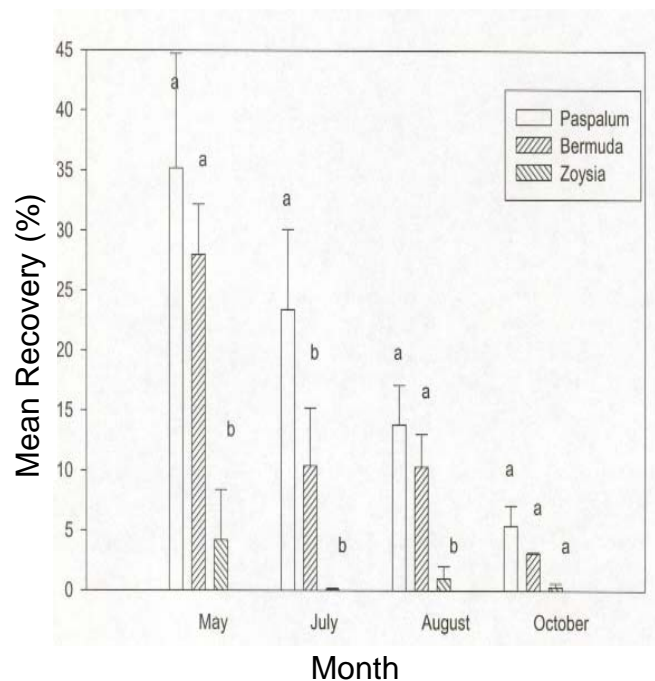 Mean Recovery (%)
45
40
35
30
25
20
15
10
5
0
a
a
b
a
b
b
a
a
b
a
a
a
Paspalum
Bermuda
Zoysia
May
July
August
October
Month